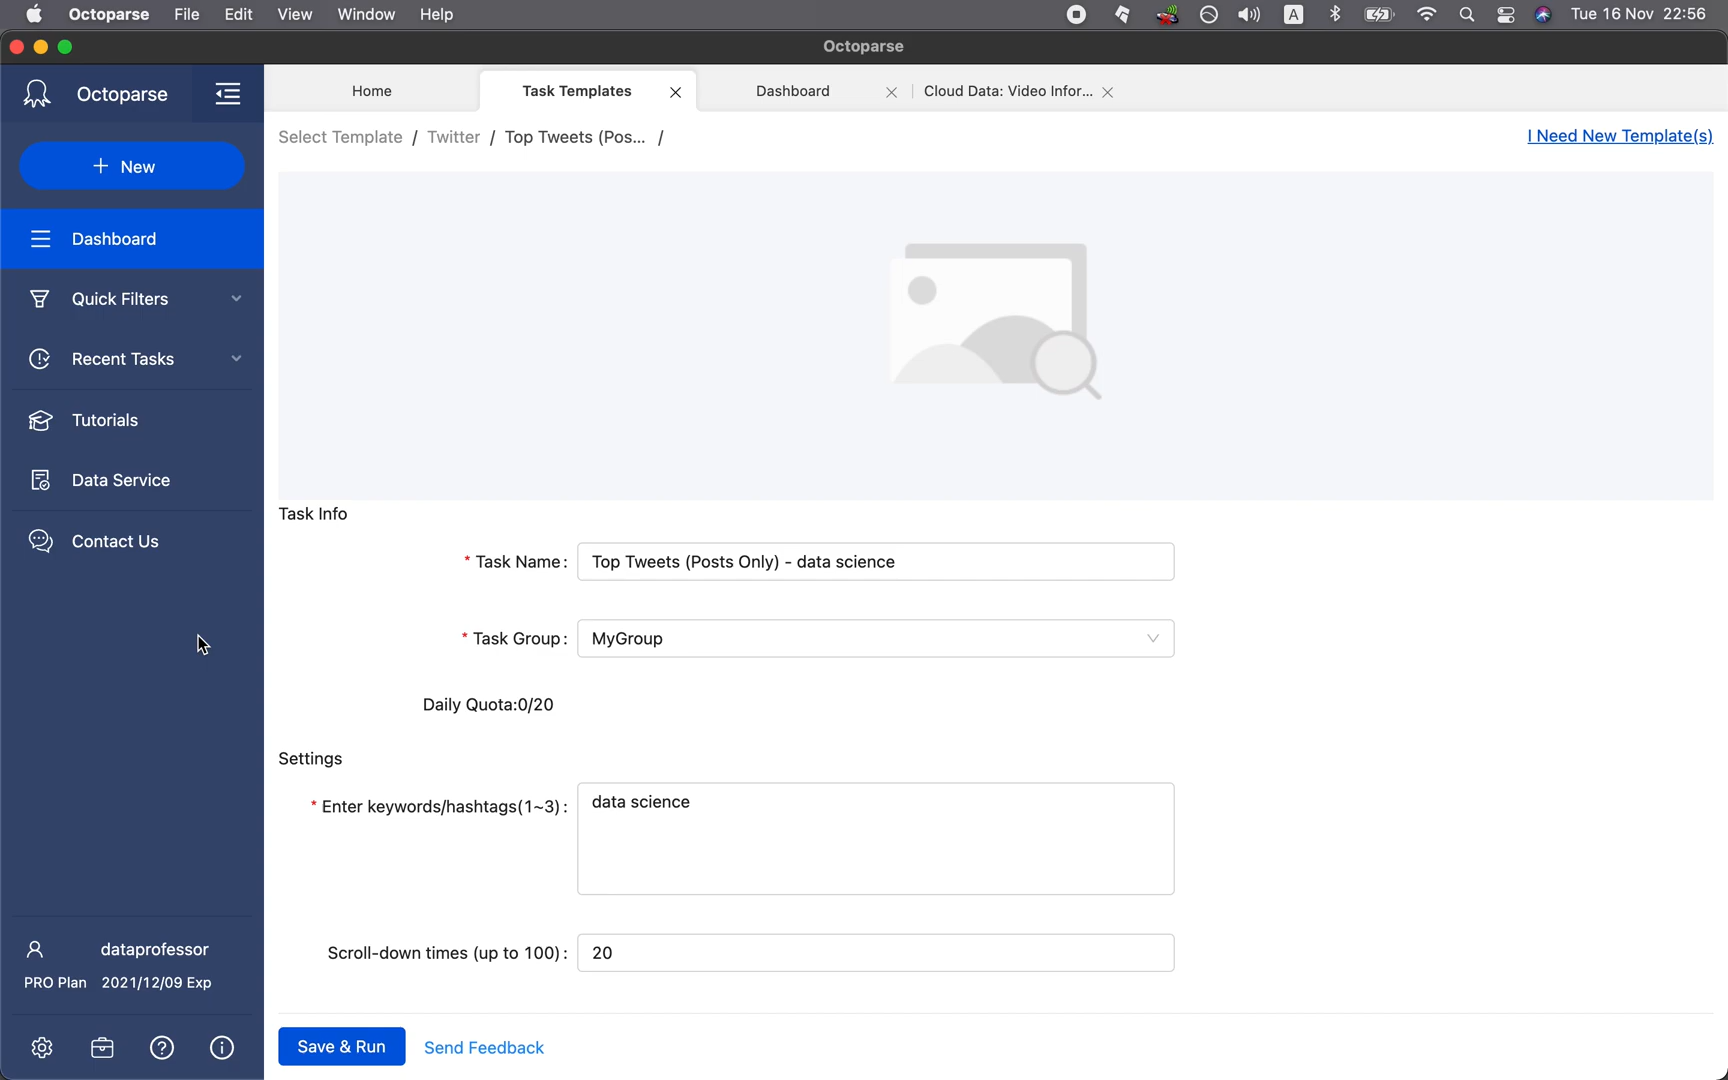 Octoparse File Edit View Window Help A Tue 16 Nov 22:56
Octoparse
Octoparse
Home Task Templates Dashboard Cloud Data: Video Infor...
Select Template / Twitter / Top Tweets (Pos... /
I Need New Template(s)
+ New
Dashboard
Quick Filters
Recent Tasks
Tutorials
Data Service
Contact Us
Task Info
* Task Name: Top Tweets (Posts Only) - data science
* Task Group: MyGroup
Daily Quota:0/20
Settings
* Enter keywords/hashtags(1~3): data science
Scroll-down times (up to 100): 20
dataprofessor
PRO Plan 2021/12/09 Exp
Save & Run Send Feedback